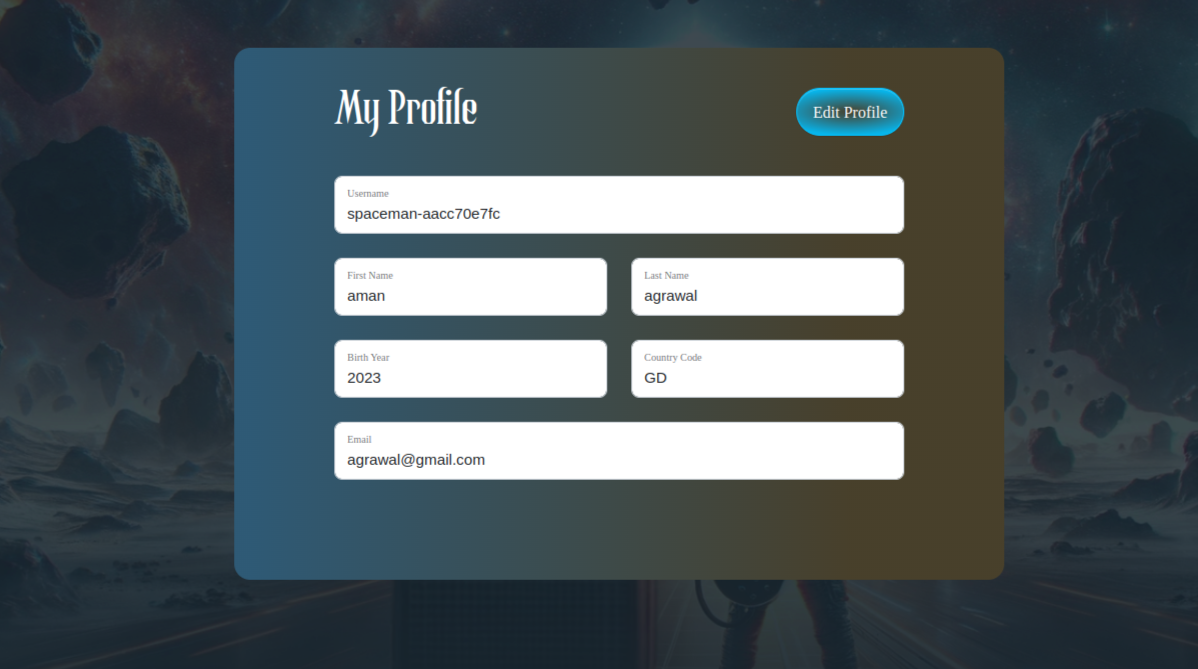 My Profile
Edit Profile
Username
spaceman-aacc70e7fc
First Name
Last Name
aman
agrawal
Birth Year
Country Code
2023
GD
Email
agrawal@gmail.com